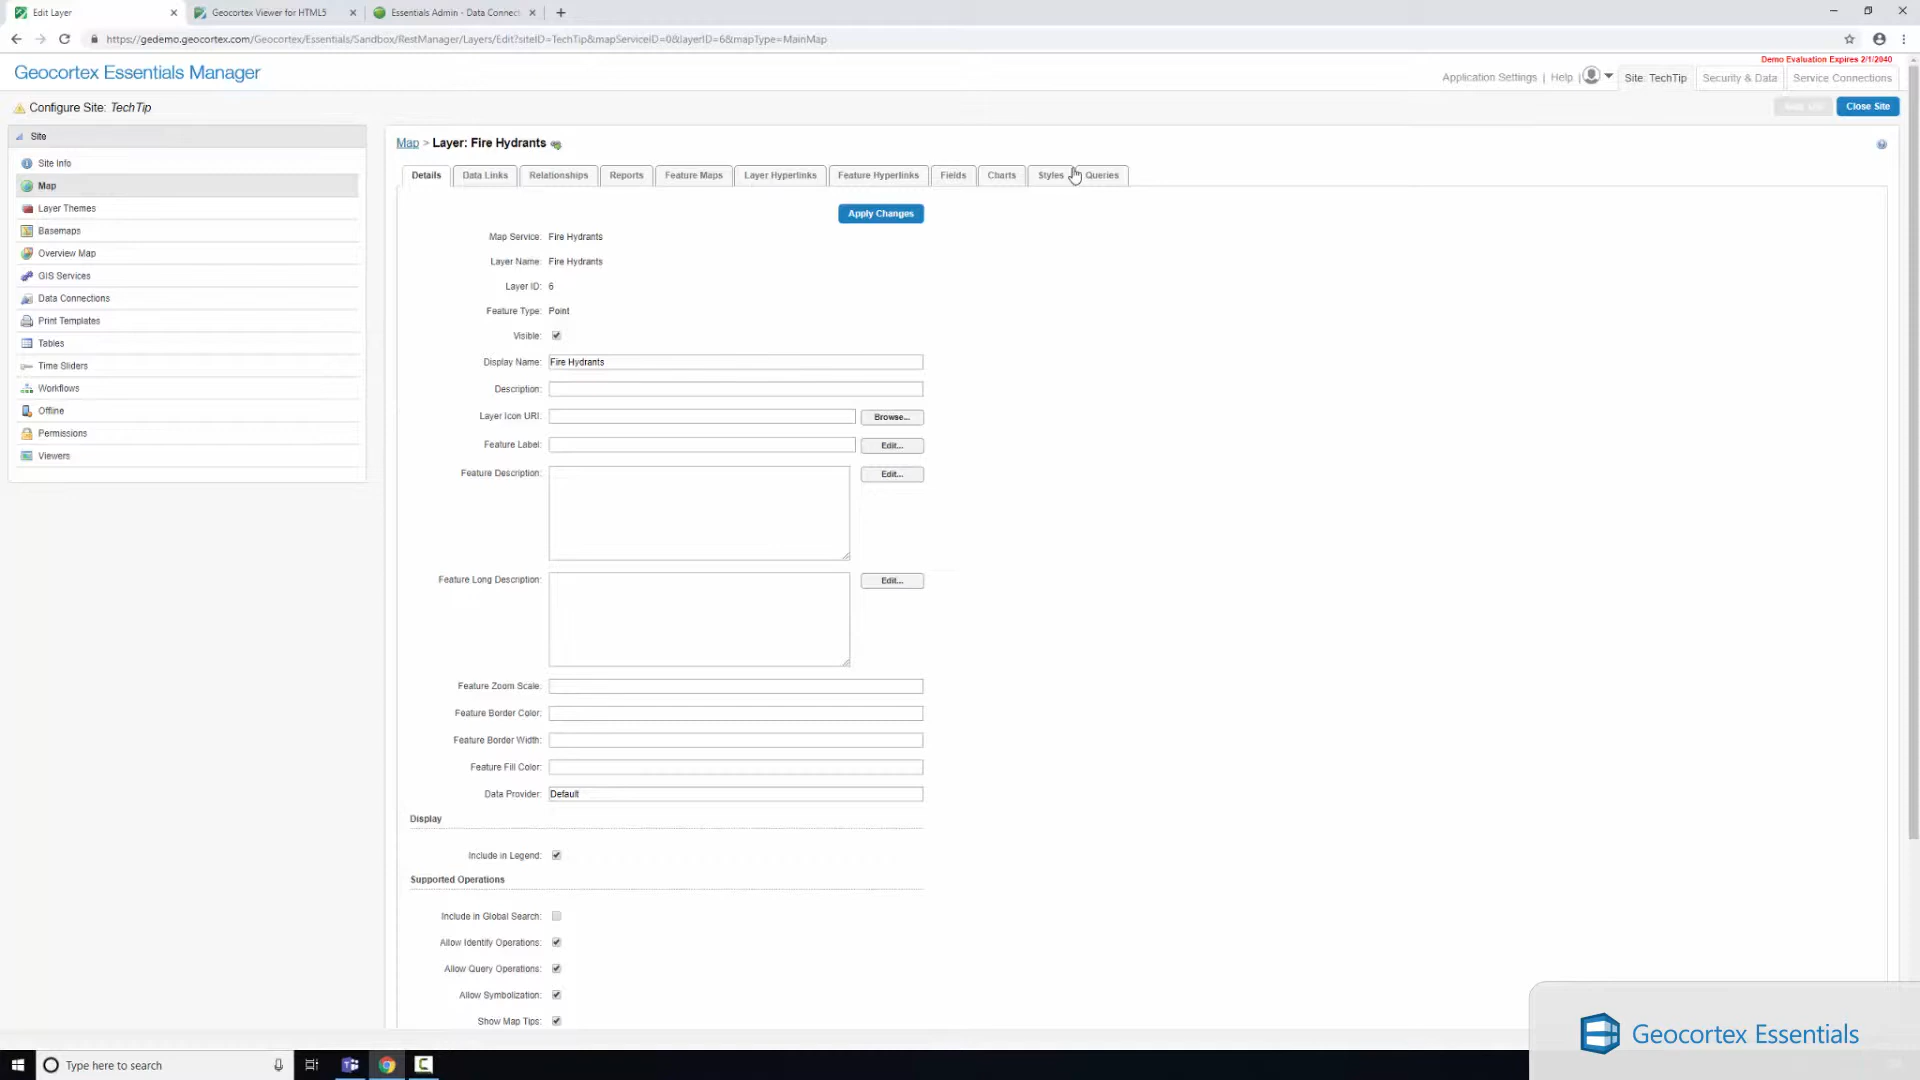 Edit Layer
Geocortex Viewer for HTML5
Essentials Admin - Data Connect
https://gedemo.geocortex.com/Geocortex/Essentials/Sandbox/RestManager/Layers/Edit?siteID=TechTip&mapServiceID=0&layerID=6&mapType=MainMap
Demo Evaluation Expires 2/1/2040
Geocortex Essentials Manager
Application Settings | Help |
Site: TechTip
Security & Data
Service Connections
Configure Site: TechTip
Close Site
Site
Site Info
Map
Layer Themes
Basemaps
Overview Map
GIS Services
Data Connections
Print Templates
Tables
Time Sliders
Workflows
Offline
Permissions
Viewers
Map > Layer: Fire Hydrants
Details
Data Links
Relationships
Reports
Feature Maps
Layer Hyperlinks
Feature Hyperlinks
Fields
Charts
Styles
Queries
Apply Changes
Map Service: Fire Hydrants
Layer Name: Fire Hydrants
Layer ID: 6
Feature Type: Point
Visible:
Display Name: Fire Hydrants
Description:
Layer Icon URI: Browse...
Feature Label: Edit...
Feature Description: Edit...
Feature Long Description: Edit...
Feature Zoom Scale:
Feature Border Color:
Feature Border Width:
Feature Fill Color:
Data Provider: Default
Display
Include in Legend:
Supported Operations
Include in Global Search:
Allow Identify Operations:
Allow Query Operations:
Allow Symbolization:
Show Map Tips:
Geocortex Essentials
Type here to search